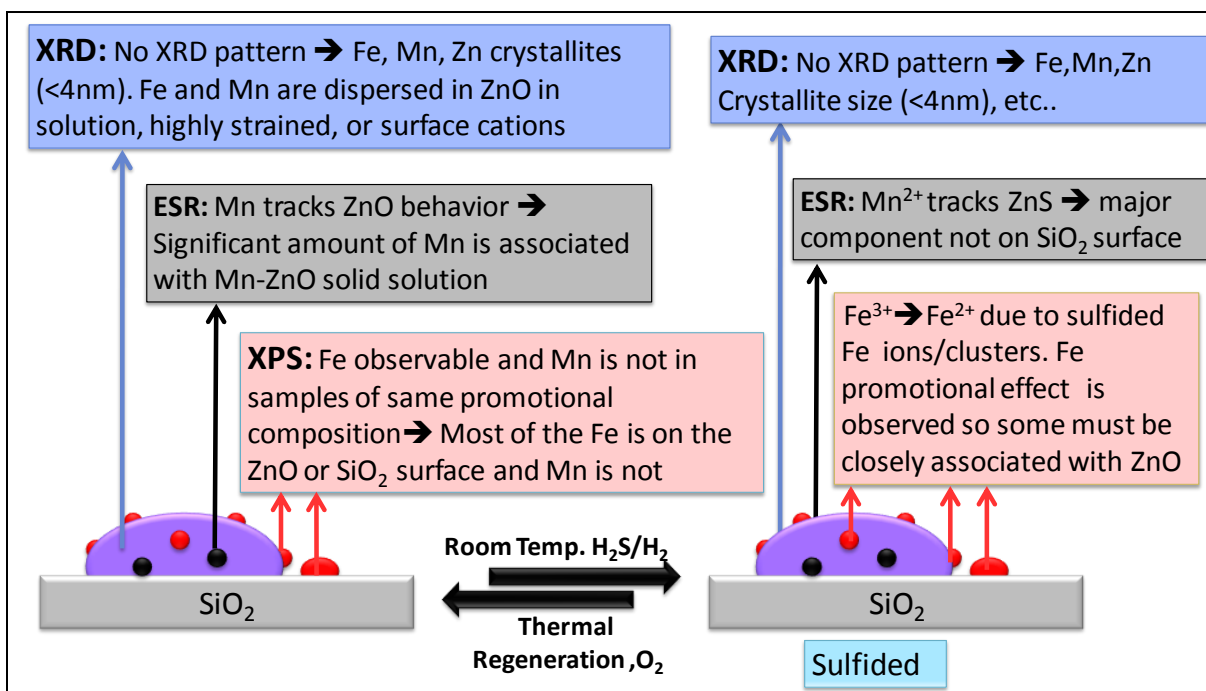 XRD: No XRD pattern ➔ Fe, Mn, Zn crystallites
(<4nm). Fe and Mn are dispersed in ZnO in
solution, highly strained, or surface cations
ESR: Mn tracks ZnO behavior ➔
Significant amount of Mn is associated
with Mn-ZnO solid solution
XPS: Fe observable and Mn is not in
samples of same promotional
composition➔ Most of the Fe is on the
ZnO or SiO₂ surface and Mn is not
SiO₂
Room Temp. H₂S/H₂
Thermal
Regeneration ,O₂
XRD: No XRD pattern ➔ Fe,Mn,Zn
Crystallite size (<4nm), etc..
ESR: Mn²⁺ tracks ZnS ➔ major
component not on SiO₂ surface
Fe³⁺➔Fe²⁺ due to sulfided
Fe ions/clusters. Fe
promotional effect is
observed so some must be
closely associated with ZnO
SiO₂
Sulfided